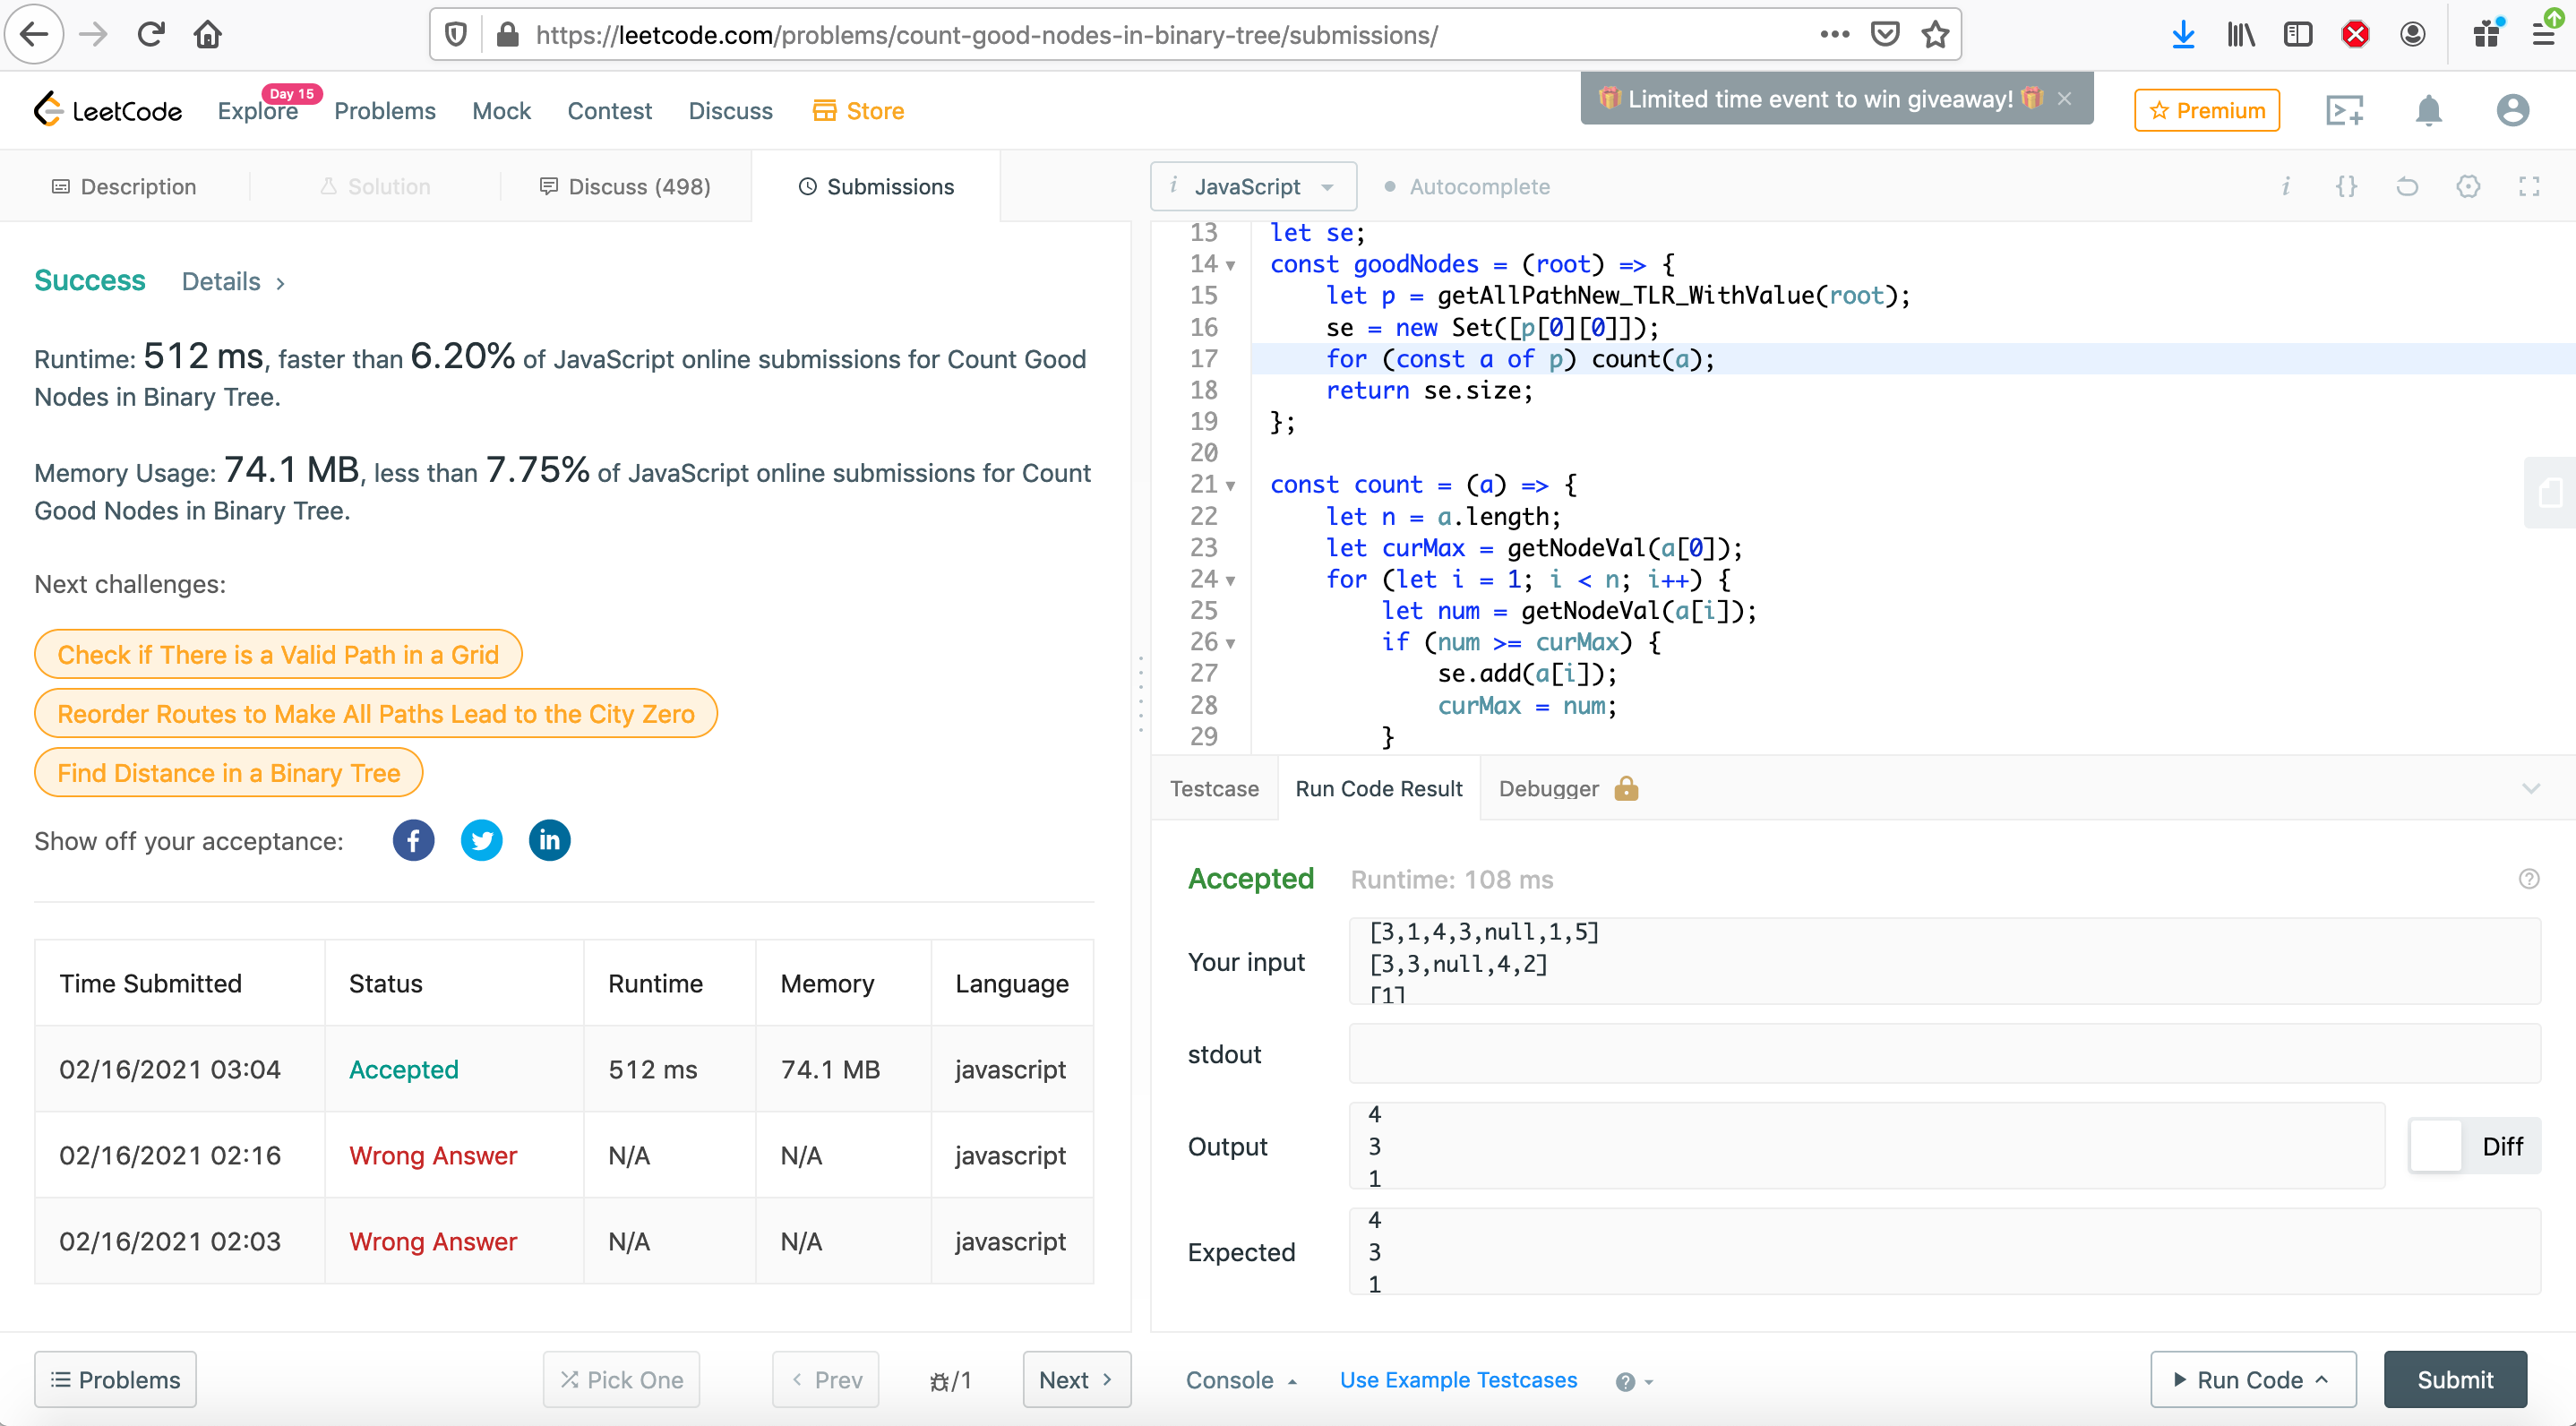 https://leetcode.com/problems/count-good-nodes-in-binary-tree/submissions/
LeetCode
Explore
Day 15
Problems
Mock
Contest
Discuss
Store
Limited time event to win giveaway!
Premium
Description
Solution
Discuss (498)
Submissions
Success
Details
Runtime: 512 ms, faster than 6.20% of JavaScript online submissions for Count Good
Nodes in Binary Tree.
Memory Usage: 74.1 MB, less than 7.75% of JavaScript online submissions for Count
Good Nodes in Binary Tree.
Next challenges:
Check if There is a Valid Path in a Grid
Reorder Routes to Make All Paths Lead to the City Zero
Find Distance in a Binary Tree
Show off your acceptance:
Time Submitted Status Runtime Memory Language
02/16/2021 03:04 Accepted 512 ms 74.1 MB javascript
02/16/2021 02:16 Wrong Answer N/A N/A javascript
02/16/2021 02:03 Wrong Answer N/A N/A javascript
Problems
Pick One
Prev
/1
Next
i JavaScript
Autocomplete
i {}
13 let se;
14 const goodNodes = (root) => {
15 let p = getAllPathNew_TLR_WithValue(root);
16 se = new Set([p[0][0]]);
17 for (const a of p) count(a);
18 return se.size;
19 };
20
21 const count = (a) => {
22 let n = a.length;
23 let curMax = getNodeVal(a[0]);
24 for (let i = 1; i < n; i++) {
25 let num = getNodeVal(a[i]);
26 if (num >= curMax) {
27 se.add(a[i]);
28 curMax = num;
29 }
Testcase
Run Code Result
Debugger
Accepted
Runtime: 108 ms
Your input
[3,1,4,3,null,1,5]
[3,3,null,4,2]
[1]
stdout
Output
4
3
1
Diff
Expected
4
3
1
Console
Use Example Testcases
Run Code
Submit